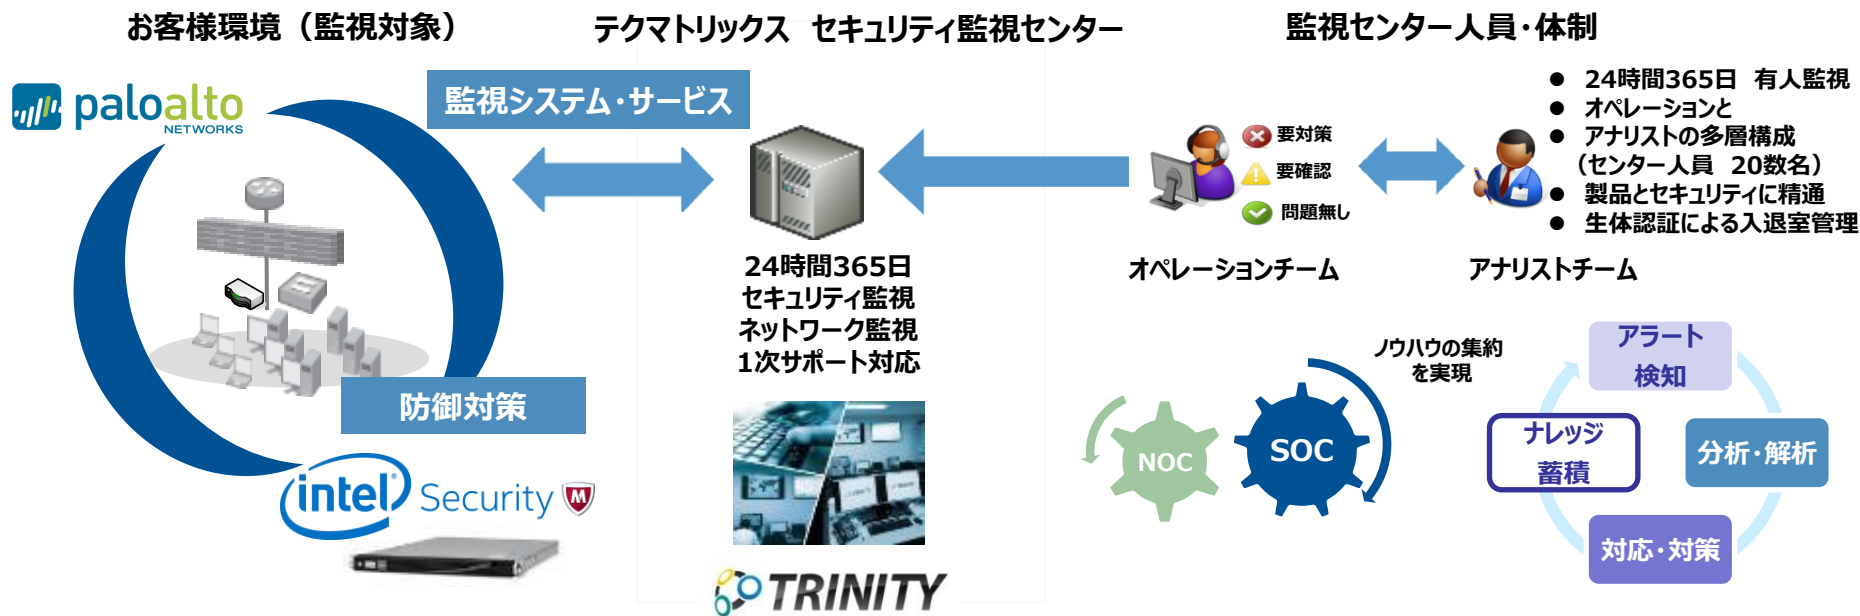 お客様環境（監視対象）
paloalto
NETWORKS
監視システム・サービス
防御対策
intel Security M
テクマトリックス セキュリティ監視センター
24時間365日
セキュリティ監視
ネットワーク監視
1次サポート対応
TRINITY
監視センター人員・体制
要対策
要確認
問題無し
オペレーションチーム
アナリストチーム
● 24時間365日 有人監視
● オペレーションと
● アナリストの多層構成
（センター人員 20数名）
● 製品とセキュリティに精通
● 生体認証による入退室管理
NOC
SOC
ノウハウの集約
を実現
アラート
検知
分析・解析
対応・対策
ナレッジ
蓄積